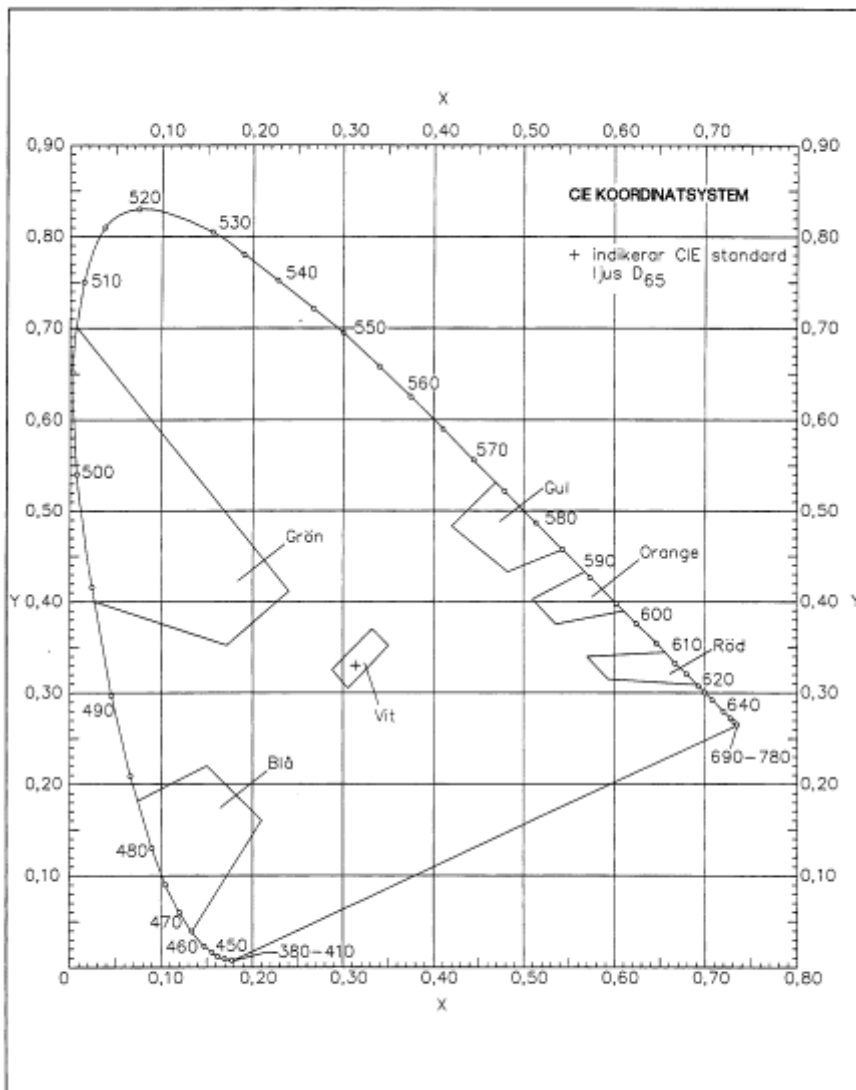 X
0,10 0,20 0,30 0,40 0,50 0,60 0,70
0,90 0,90
520
CIE KOORDINATSYSTEM
530
0,80 0,80
+ indikerar CIE standard
ljus D65
540
510
0,70 0,70
550
560
0,60 0,60
570
500
Gul
0,50 580 0,50
Grön
590
Orange
Y 0,40 0,40 Y
600
610 Röd
0,30 620 0,30
490 640
Vit
690-780
Blå
0,20 0,20
480
0,10 0,10
470
460 450
380-410
0 0,10 0,20 0,30 0,40 0,50 0,60 0,70 0,80
X